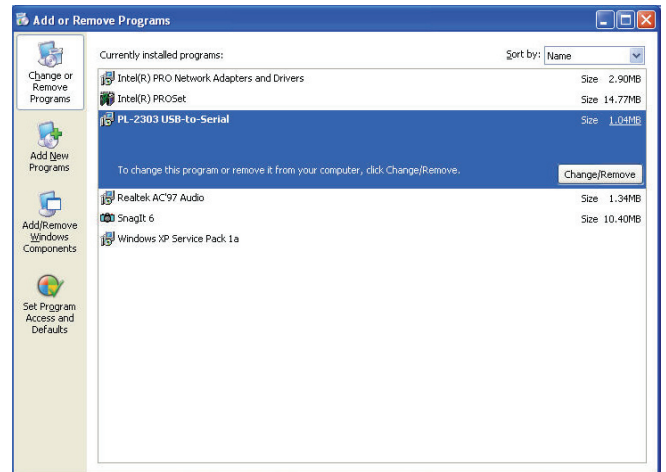 Add or Remove Programs
Change or
Remove
Programs
Add New
Programs
Add/Remove
Windows
Components
Set Program
Access and
Defaults
Currently installed programs:
Sort by: Name
Intel(R) PRO Network Adapters and Drivers Size 2.90MB
Intel(R) PROSet Size 14.77MB
PL-2303 USB-to-Serial Size 1.04MB
To change this program or remove it from your computer, click Change/Remove. Change/Remove
Realtek AC'97 Audio Size 1.34MB
SnagIt 6 Size 10.40MB
Windows XP Service Pack 1a